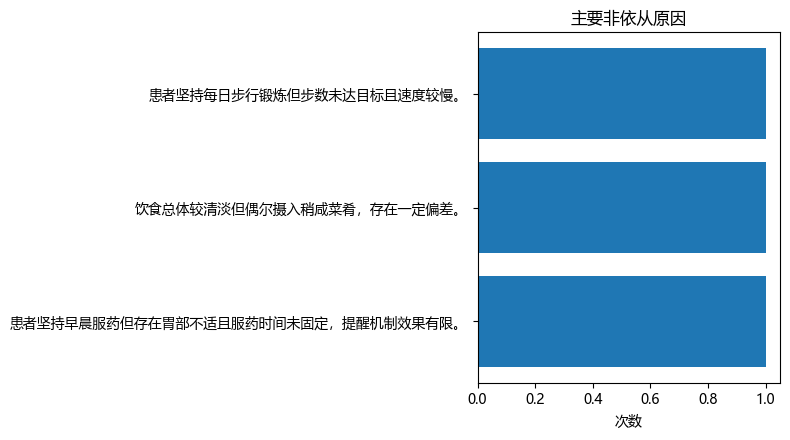 主要非依从原因
患者坚持每日步行锻炼但步数未达目标且速度较慢。
饮食总体较清淡但偶尔摄入稍咸菜肴，存在一定偏差。
患者坚持早晨服药但存在胃部不适且服药时间未固定，提醒机制效果有限。
0.0 0.2 0.4 0.6 0.8 1.0
次数